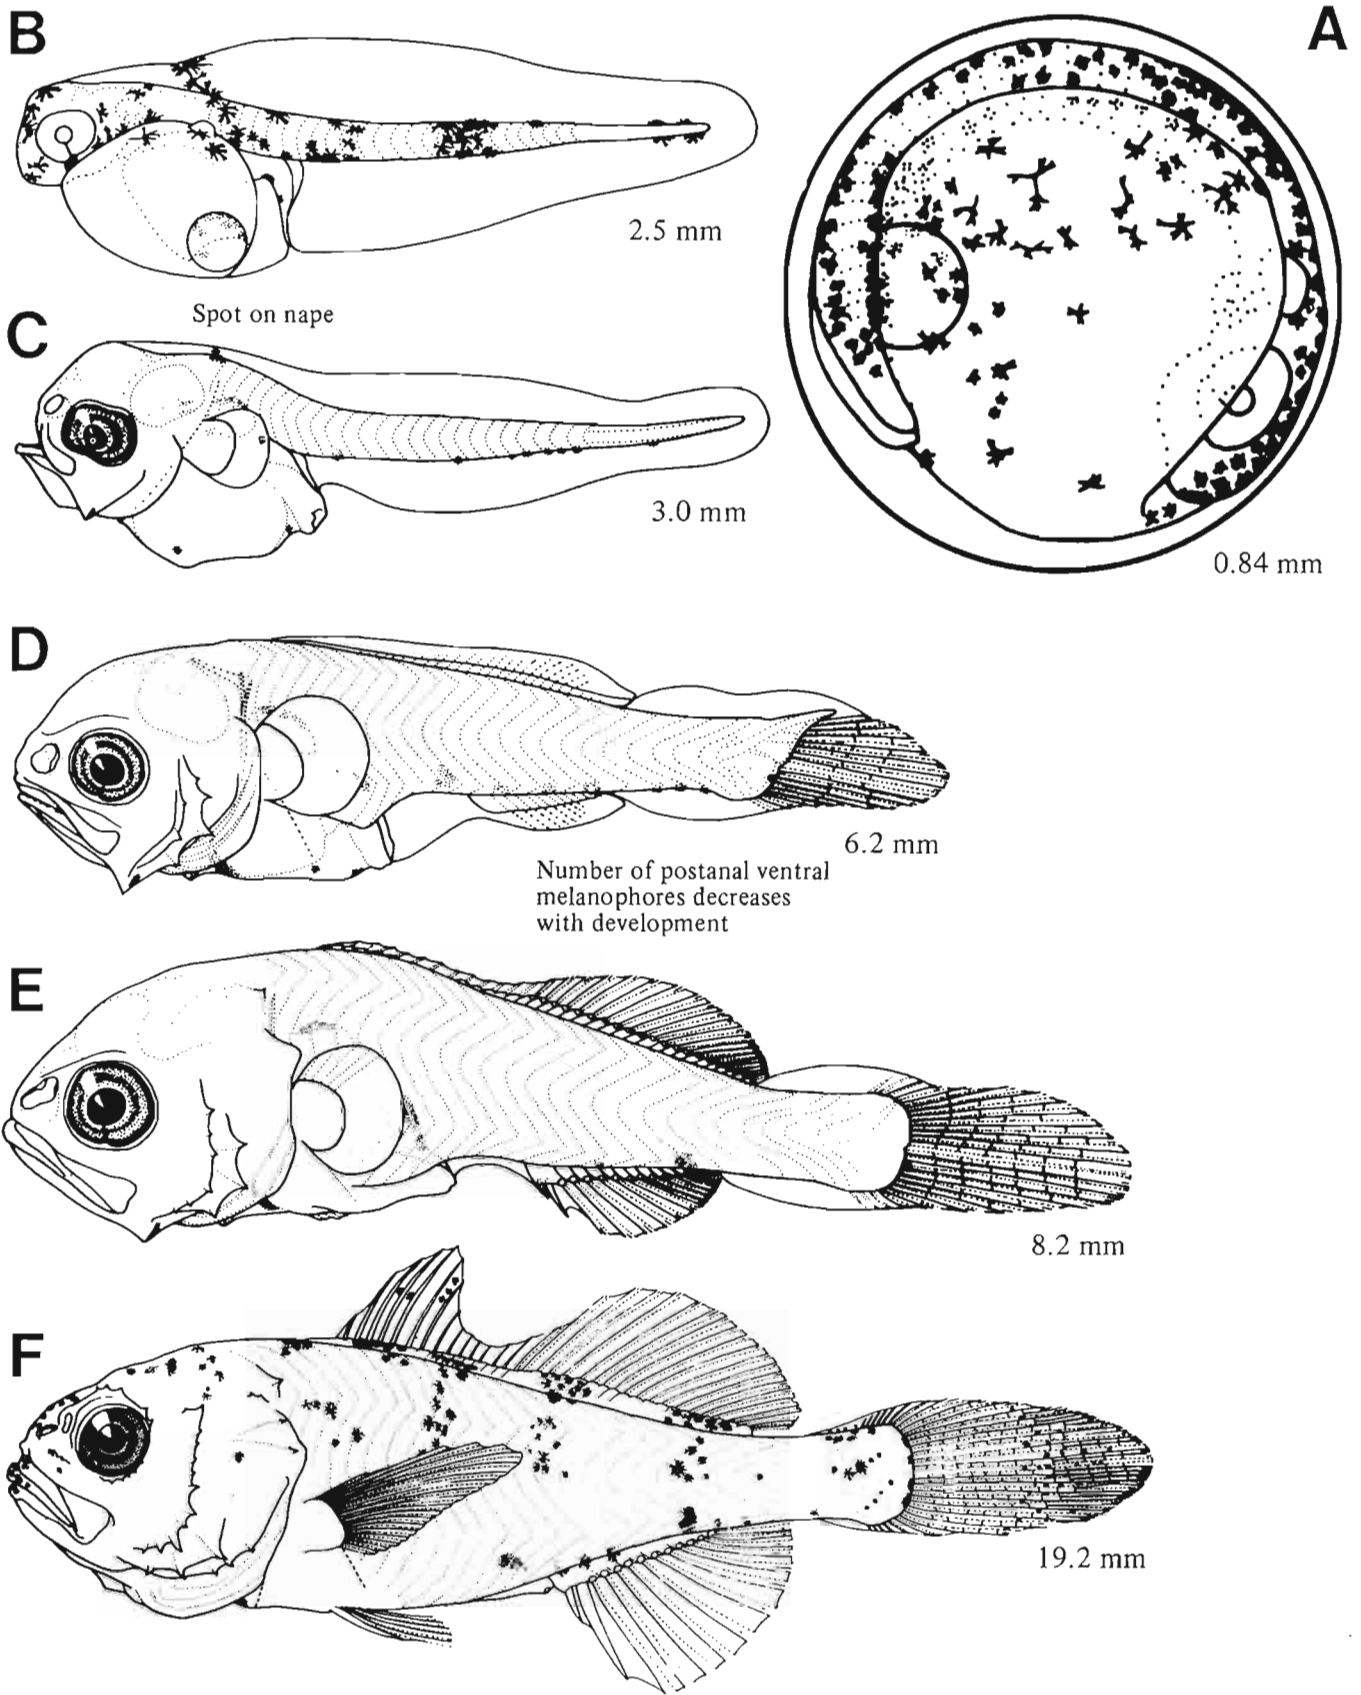 B
A
2.5 mm
Spot on nape
C
3.0 mm
0.84 mm
D
6.2 mm
Number of postanal ventral
melanophores decreases
with development
E
8.2 mm
F
19.2 mm